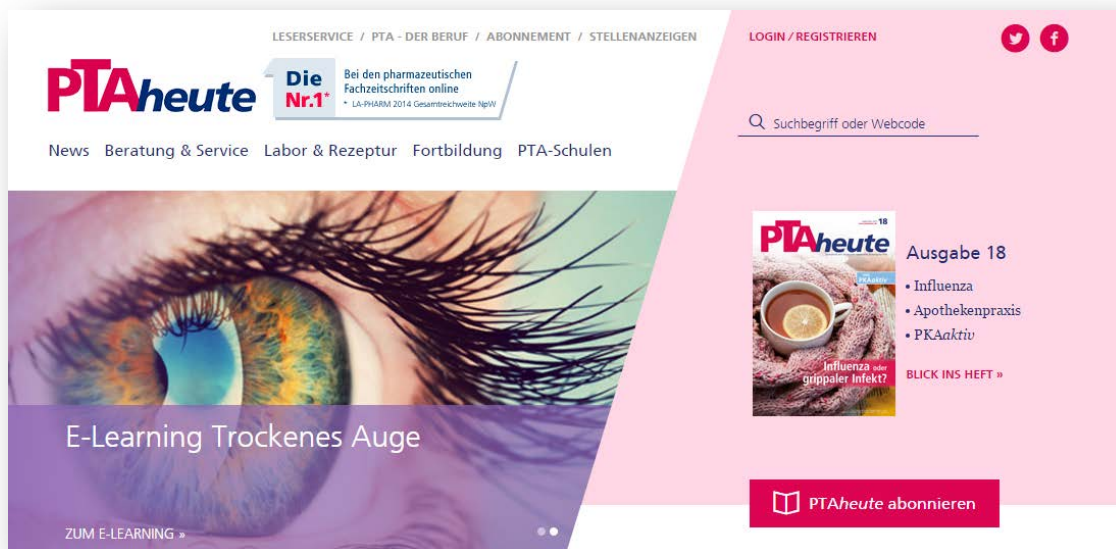 LESERSERVICE / PTA - DER BERUF / ABONNEMENT / STELLENANZEIGEN
LOGIN / REGISTRIEREN
PTAheute
Die
Nr.1*
Bei den pharmazeutischen
Fachzeitschriften online
* LA-PHARM 2014 Gesamtreichweite NpW
Suchbegriff oder Webcode
News Beratung & Service Labor & Rezeptur Fortbildung PTA-Schulen
18
PTAheute
PKAaktiv
Influenza oder
grippaler Infekt?
Ausgabe 18
• Influenza
• Apothekenpraxis
• PKAaktiv
BLICK INS HEFT »
E-Learning Trockenes Auge
ZUM E-LEARNING »
PTAheute abonnieren